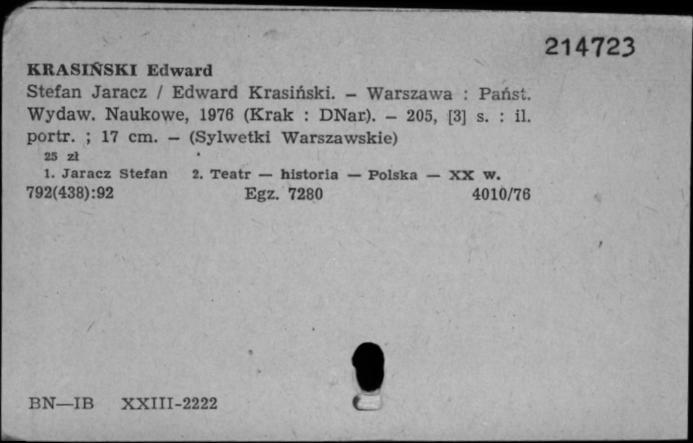 214723
KRASIŃSKI Edward
Stefan Jaracz / Edward Krasiński. – Warszawa : Państ.
Wydaw. Naukowe, 1976 (Krak : DNar). – 205, [3] s. : il.
portr. ; 17 cm. – (Sylwetki Warszawskie)
25 zł
1. Jaracz Stefan 2. Teatr — historia — Polska — XX w.
792(438):92 Egz. 7280 4010/76
BN—IB XXIII-2222